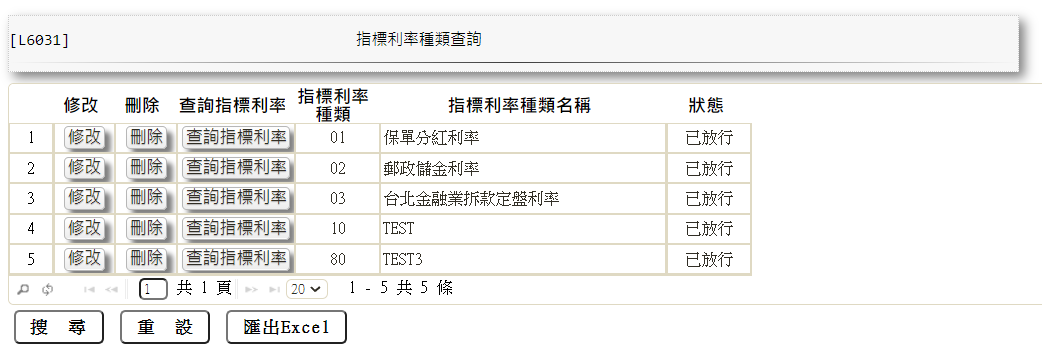 [L6031] 指標利率種類查詢
修改 刪除 查詢指標利率 指標利率
種類 指標利率種類名稱 狀態
1 修改 刪除 查詢指標利率 01 保單分紅利率 已放行
2 修改 刪除 查詢指標利率 02 郵政儲金利率 已放行
3 修改 刪除 查詢指標利率 03 台北金融業拆款定盤利率 已放行
4 修改 刪除 查詢指標利率 10 TEST 已放行
5 修改 刪除 查詢指標利率 80 TEST3 已放行
1 共 1 頁 20 1 - 5 共 5 條
搜 尋 重 設 匯出Excel